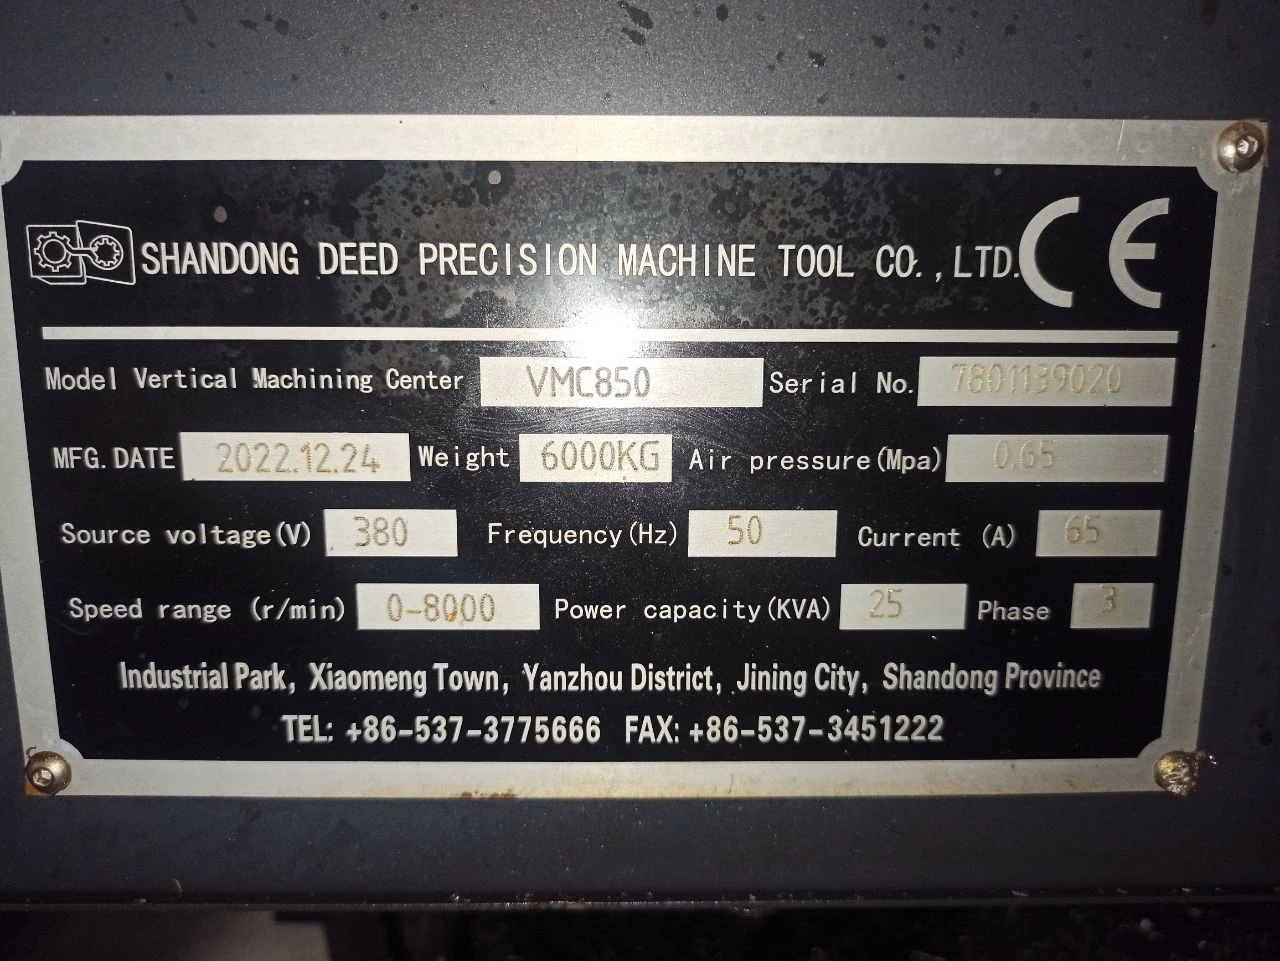 SHANDONG DEED PRECISION MACHINE TOOL CO.,LTD. CE
Model Vertical Machining Center VMC850 Serial No. 7801139020
MFG.DATE 2022.12.24 Weight 6000KG Air pressure(Mpa) 0.65
Source voltage(V) 380 Frequency(Hz) 50 Current (A) 65
Speed range (r/min) 0-8000 Power capacity(KVA) 25 Phase 3
Industrial Park, Xiaomeng Town, Yanzhou District, Jining City, Shandong Province
TEL: +86-537-3775666 FAX: +86-537-3451222